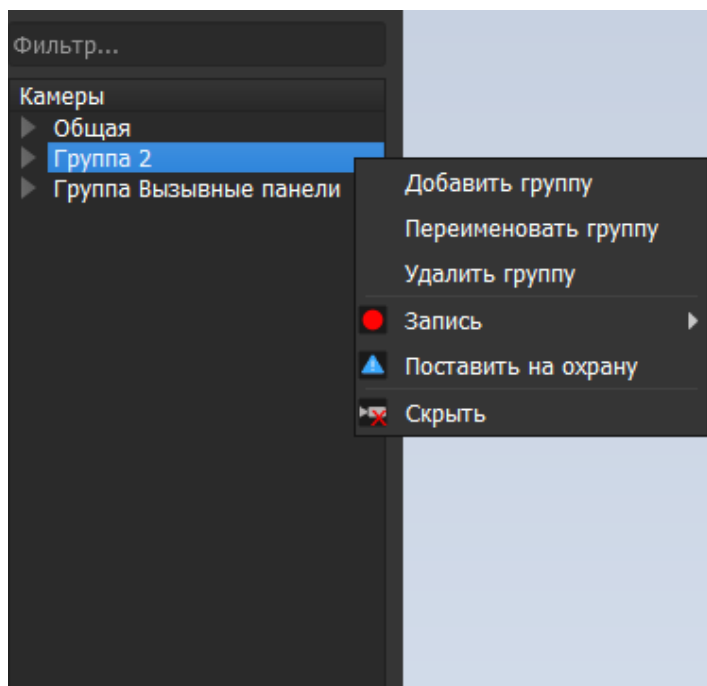 Фильтр...
Камеры
Общая
Группа 2
Группа Вызывные панели
Добавить группу
Переименовать группу
Удалить группу
Запись
Поставить на охрану
Скрыть